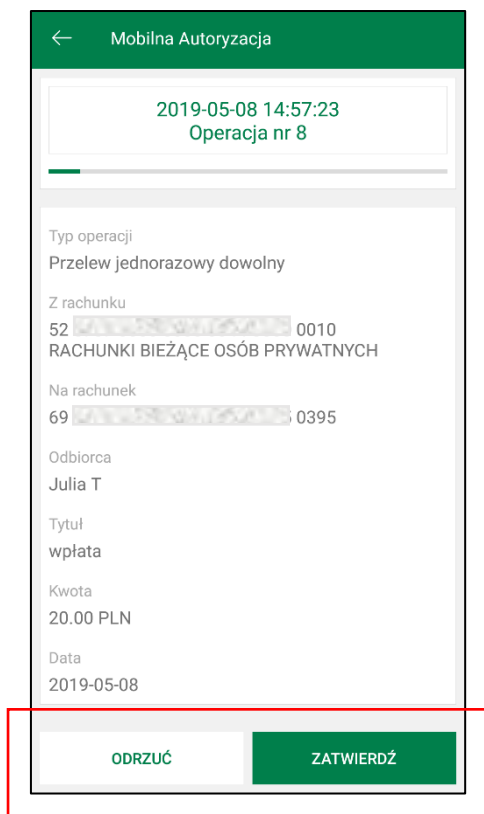 Mobilna Autoryzacja
2019-05-08 14:57:23
Operacja nr 8
Typ operacji
Przelew jednorazowy dowolny
Z rachunku
52 0010
RACHUNKI BIEŻĄCE OSÓB PRYWATNYCH
Na rachunek
69 0395
Odbiorca
Julia T
Tytuł
wpłata
Kwota
20.00 PLN
Data
2019-05-08
ODRZUĆ ZATWIERDŹ